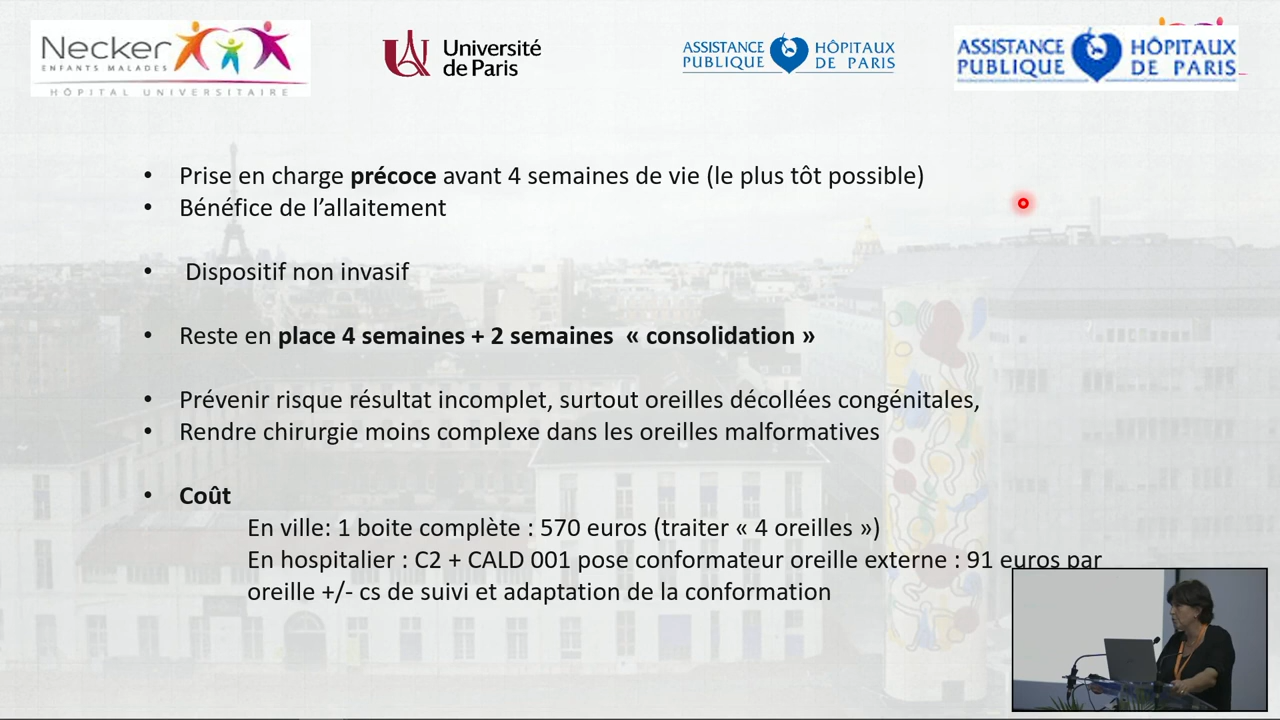 Necker
ENFANTS MALADES
HÔPITAL UNIVERSITAIRE
Université
de Paris
ASSISTANCE
PUBLIQUE
HÔPITAUX
DE PARIS
ASSISTANCE
PUBLIQUE
HÔPITAUX
DE PARIS
• Prise en charge précoce avant 4 semaines de vie (le plus tôt possible)
• Bénéfice de l’allaitement
• Dispositif non invasif
• Reste en place 4 semaines + 2 semaines « consolidation »
• Prévenir risque résultat incomplet, surtout oreilles décollées congénitales,
• Rendre chirurgie moins complexe dans les oreilles malformatives
• Coût
En ville: 1 boite complète : 570 euros (traiter « 4 oreilles »)
En hospitalier : C2 + CALD 001 pose conformateur oreille externe : 91 euros par
oreille +/- cs de suivi et adaptation de la conformation